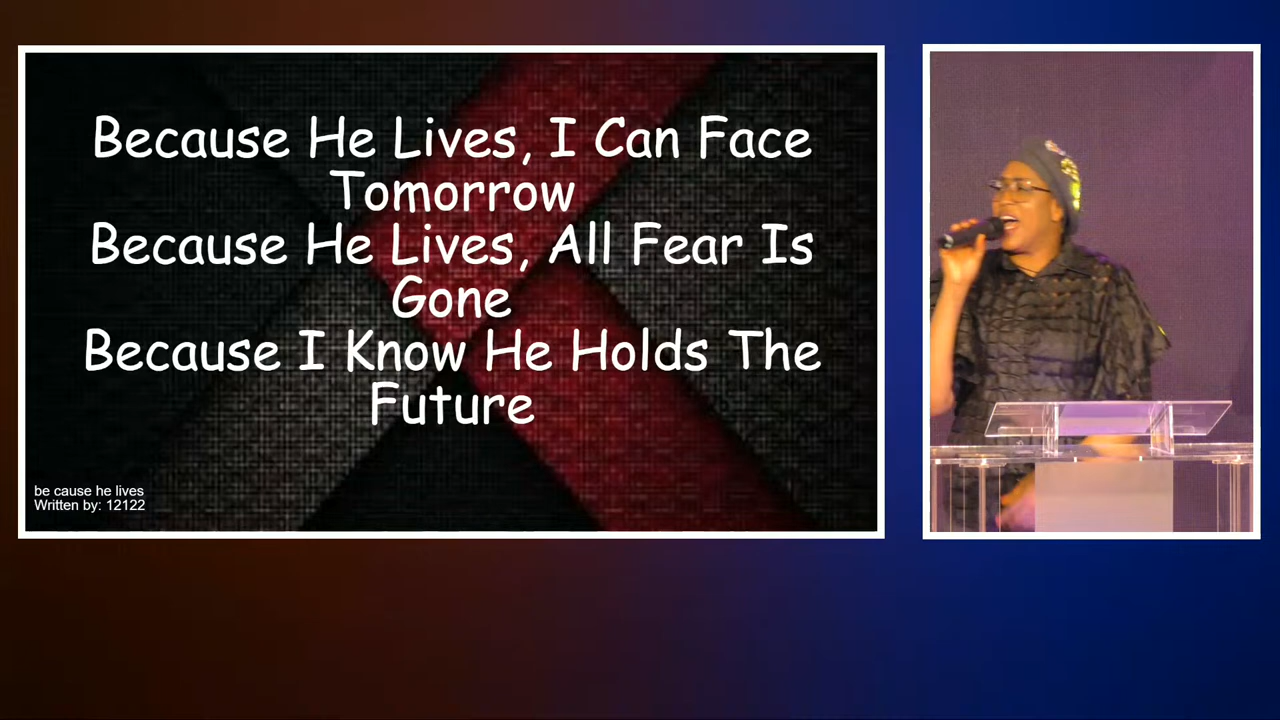 Because He Lives, I Can Face
Tomorrow
Because He Lives, All Fear Is
Gone
Because I Know He Holds The
Future
be cause he lives
Written by: 12122